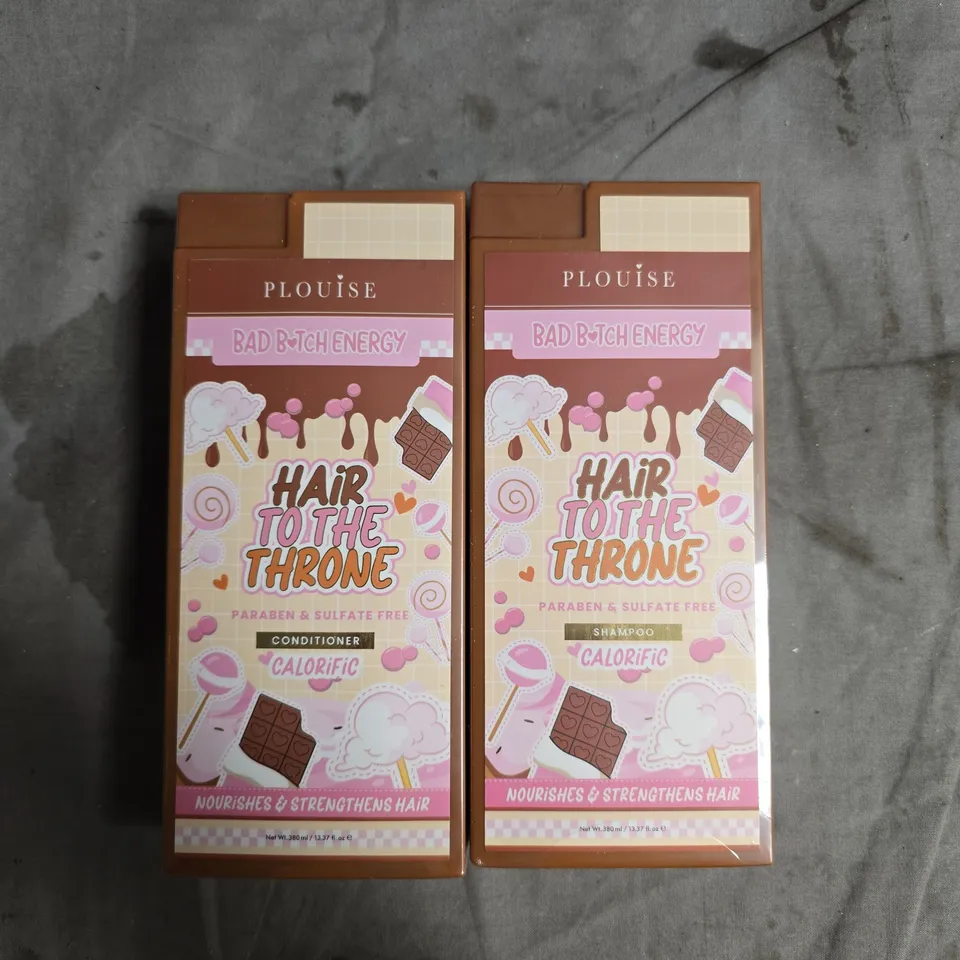 PLOUiSE
BAD B♥TCH ENERGY
HAiR
TO THE
THRONE
PARABEN & SULFATE FREE
CONDITIONER
CALORiFiC
NOURISHES & STRENGTHENS HAiR
Net Wt.380 ml / 13.37 fl. oz ℮
PLOUiSE
BAD B♥TCH ENERGY
HAiR
TO THE
THRONE
PARABEN & SULFATE FREE
SHAMPOO
CALORiFiC
NOURISHES & STRENGTHENS HAiR
Net Wt.380 ml / 13.37 fl. oz ℮